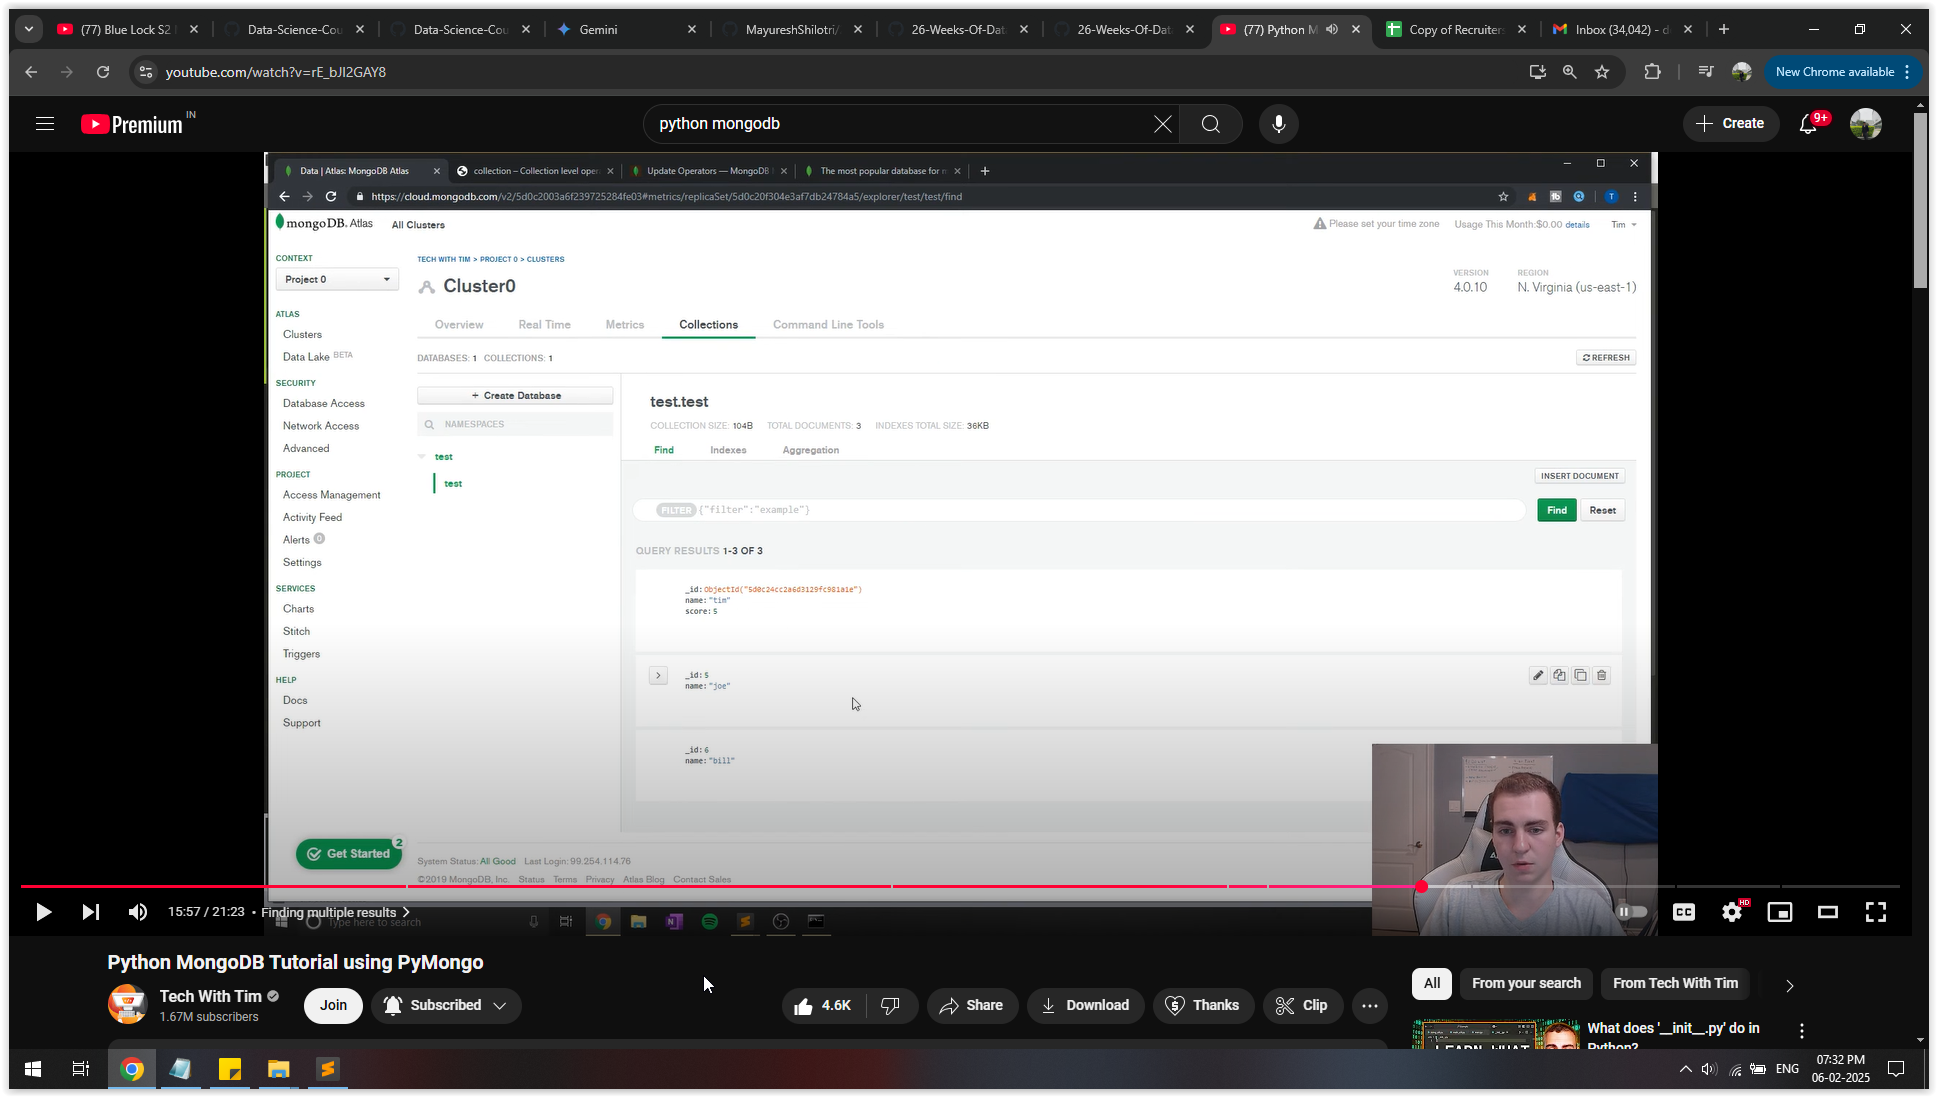 (77) Blue Lock S2
Data-Science-Cou
Data-Science-Cou
Gemini
MayureshShilotri/
26-Weeks-Of-Dat
26-Weeks-Of-Dat
(77) Python M
Copy of Recruiters
Inbox (34,042) - d
youtube.com/watch?v=rE_bJl2GAY8
New Chrome available
Premium IN
python mongodb
Create
9+
Data | Atlas: MongoDB Atlas
collection – Collection level oper
Update Operators — MongoDB
The most popular database for m
https://cloud.mongodb.com/v2/5d0c2003a6f239725284fe03#metrics/replicaSet/5d0c20f304e3af7db24784a5/explorer/test/test/find
mongoDB. Atlas
All Clusters
Please set your time zone
Usage This Month:$0.00 details
Tim
CONTEXT
Project 0
ATLAS
Clusters
Data Lake BETA
SECURITY
Database Access
Network Access
Advanced
PROJECT
Access Management
Activity Feed
Alerts 0
Settings
SERVICES
Charts
Stitch
Triggers
HELP
Docs
Support
Get Started
2
TECH WITH TIM > PROJECT 0 > CLUSTERS
Cluster0
VERSION
4.0.10
REGION
N. Virginia (us-east-1)
Overview
Real Time
Metrics
Collections
Command Line Tools
DATABASES: 1 COLLECTIONS: 1
REFRESH
+ Create Database
NAMESPACES
test
test
test.test
COLLECTION SIZE: 104B TOTAL DOCUMENTS: 3 INDEXES TOTAL SIZE: 36KB
Find
Indexes
Aggregation
INSERT DOCUMENT
FILTER {"filter":"example"}
Find
Reset
QUERY RESULTS 1-3 OF 3
_id:ObjectId("5d0c24cc2a6d3129fc981a1e")
name:"tim"
score:5
_id:5
name:"joe"
_id:6
name:"bill"
System Status: All Good Last Login: 99.254.114.76
©2019 MongoDB, Inc. Status Terms Privacy Atlas Blog Contact Sales
Type here to search
15:57 / 21:23 • Finding multiple results
CC
HD
Python MongoDB Tutorial using PyMongo
Tech With Tim
1.67M subscribers
Join
Subscribed
4.6K
Share
Download
Thanks
Clip
All
From your search
From Tech With Tim
What does '__init__.py' do in
Python?
LEARN WHAT
ENG
07:32 PM
06-02-2025